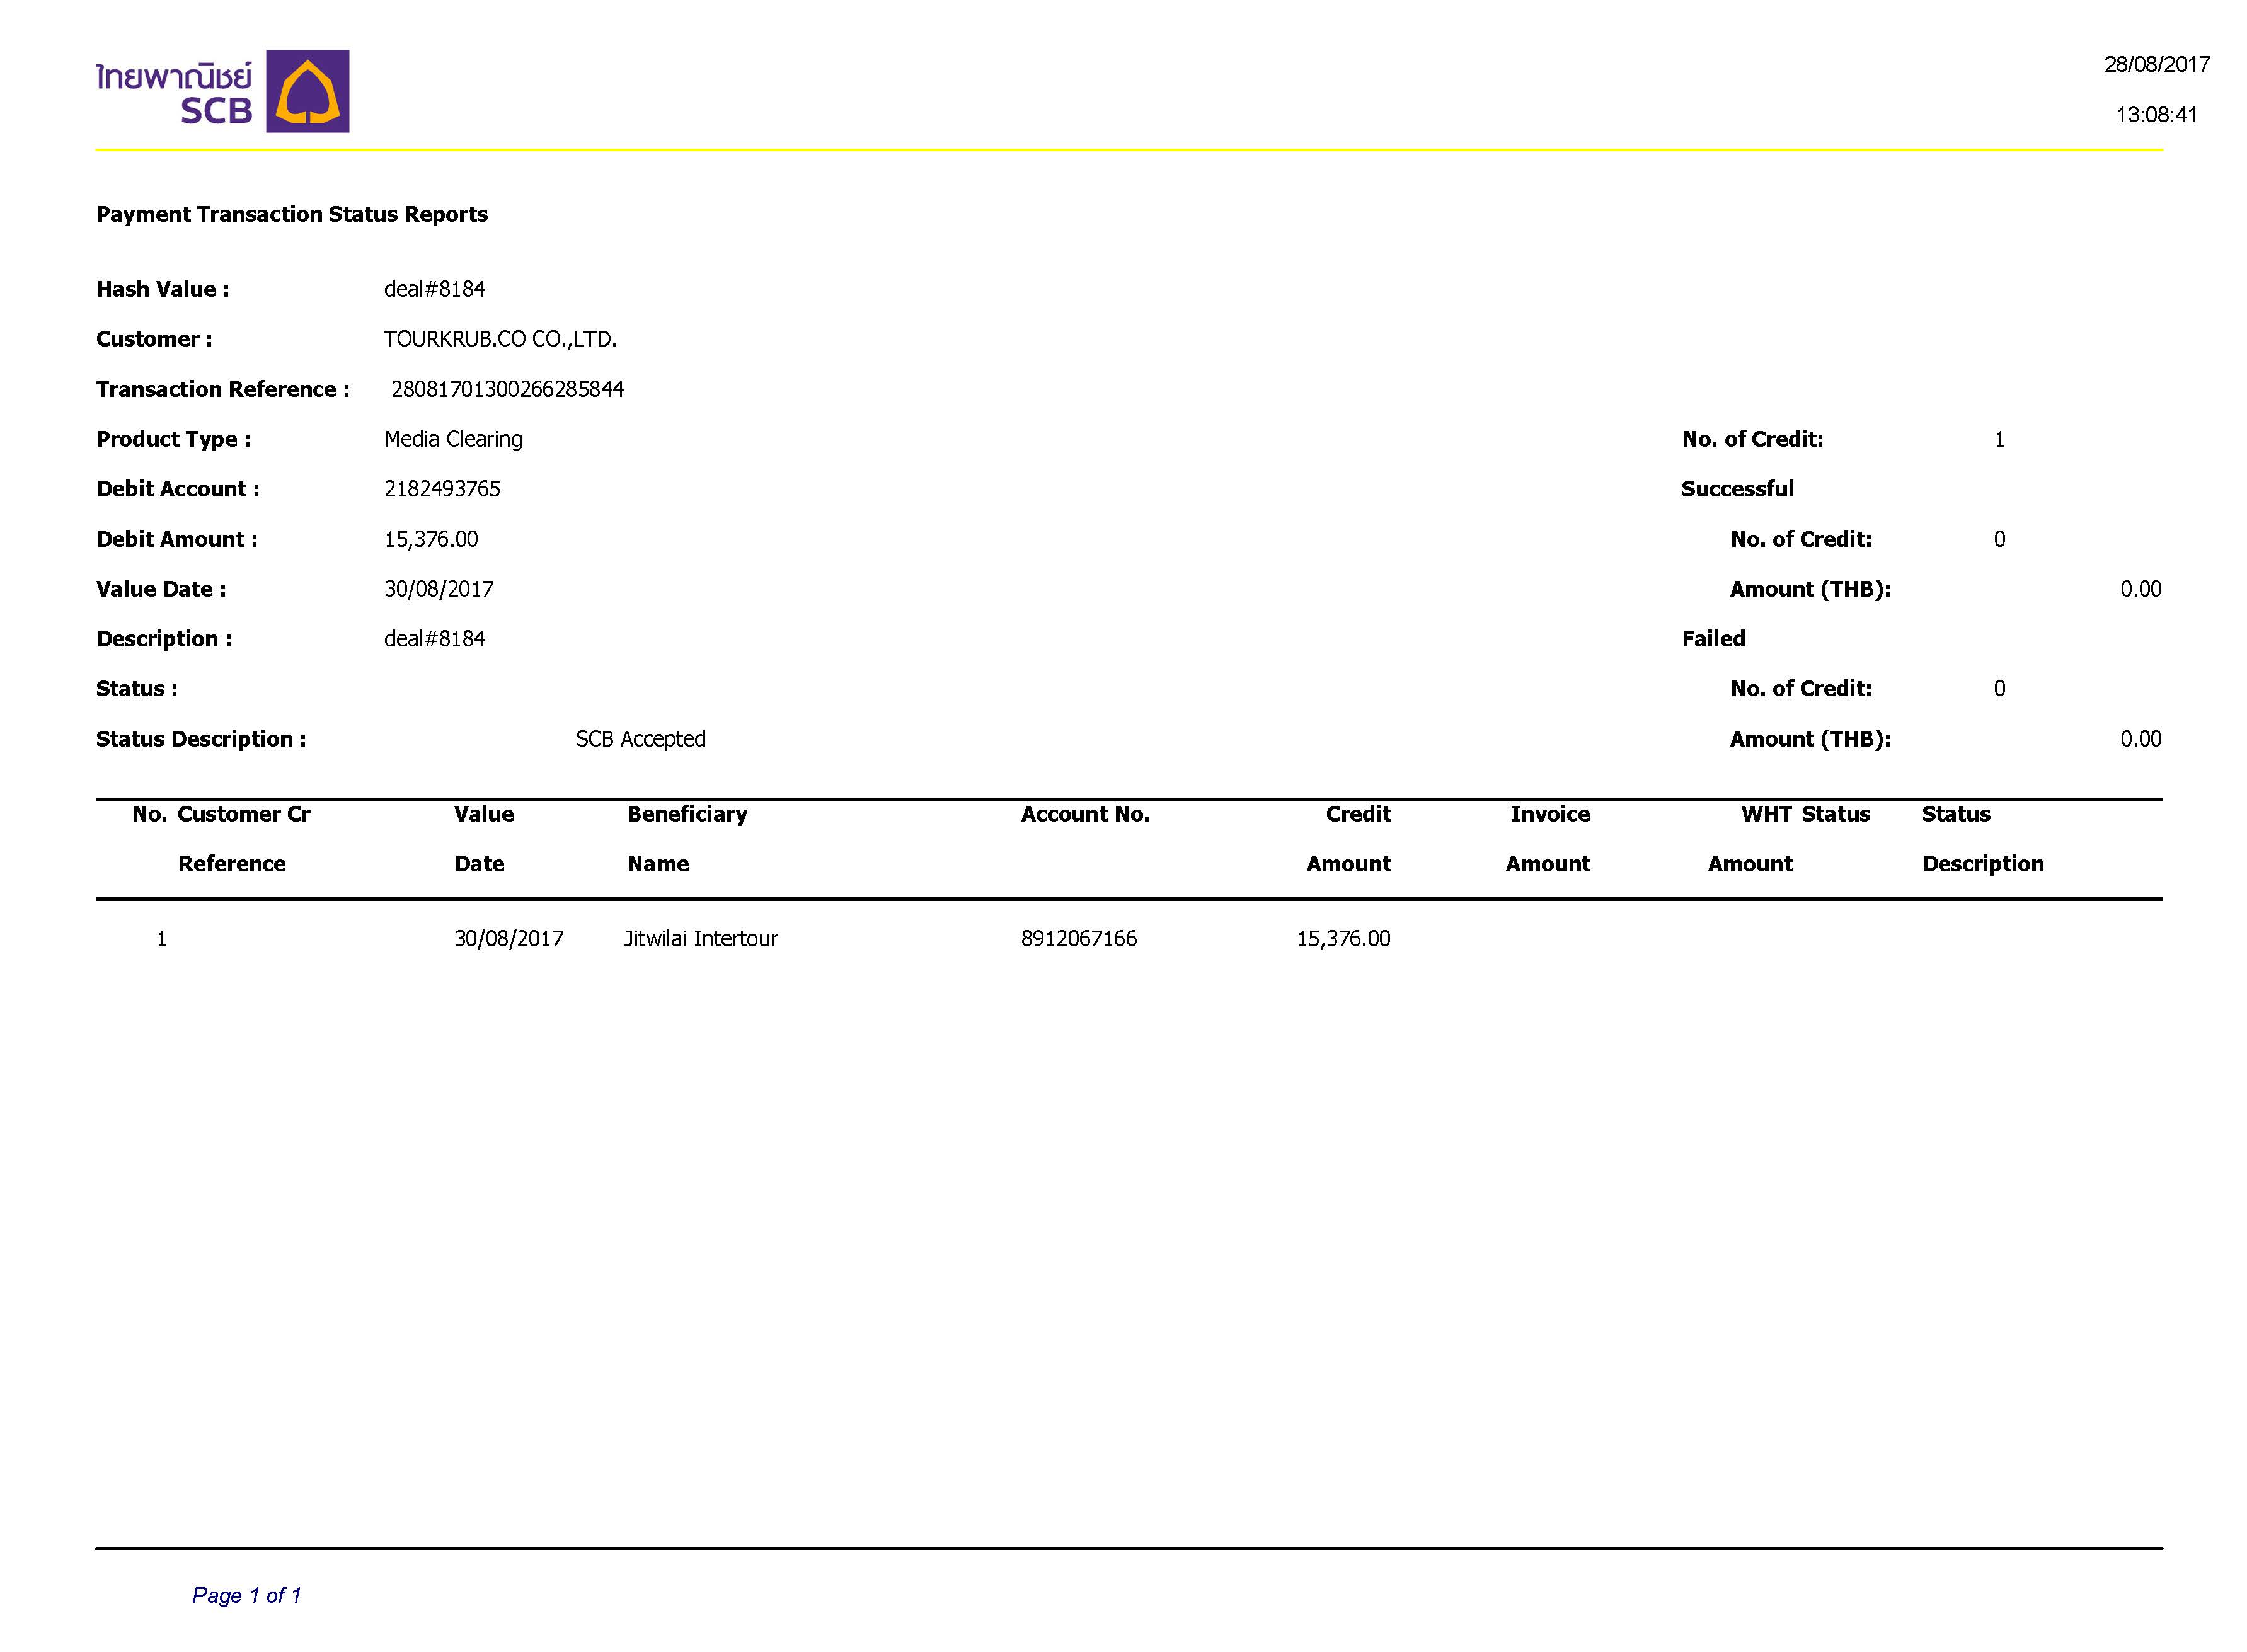 ไทยพาณิชย์
SCB
28/08/2017
13:08:41
Payment Transaction Status Reports
Hash Value : deal#8184
Customer : TOURKRUB.CO CO.,LTD.
Transaction Reference : 28081701300266285844
Product Type : Media Clearing No. of Credit: 1
Debit Account : 2182493765 Successful
Debit Amount : 15,376.00 No. of Credit: 0
Value Date : 30/08/2017 Amount (THB): 0.00
Description : deal#8184 Failed
Status : No. of Credit: 0
Status Description : SCB Accepted Amount (THB): 0.00
No. Customer Cr Value Beneficiary Account No. Credit Invoice WHT Status Status
Reference Date Name Amount Amount Amount Description
1 30/08/2017 Jitwilai Intertour 8912067166 15,376.00
Page 1 of 1